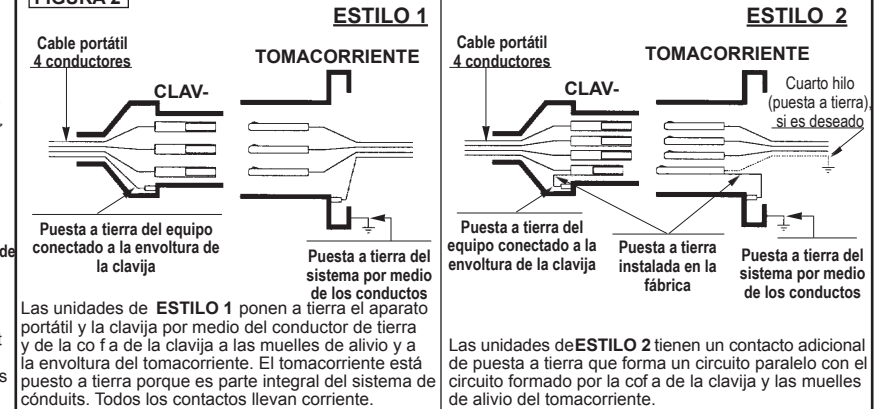 FIGURA 2
ESTILO 1
Cable portátil
4 conductores
TOMACORRIENTE
CLAV-
Puesta a tierra del equipo
conectado a la envoltura de
la clavija
Puesta a tierra del
sistema por medio
de los conductos
Las unidades de ESTILO 1 ponen a tierra el aparato
portátil y la clavija por medio del conductor de tierra
y de la co f a de la clavija a las muelles de alivio y a
la envoltura del tomacorriente. El tomacorriente está
puesto a tierra porque es parte integral del sistema de
cónduits. Todos los contactos llevan corriente.
ESTILO 2
Cable portátil
4 conductores
TOMACORRIENTE
CLAV-
Cuarto hilo
(puesta a tierra),
si es deseado
Puesta a tierra del
equipo conectado a la
envoltura de la clavija
Puesta a tierra
instalada en la
fábrica
Puesta a tierra del
sistema por medio
de los conductos
Las unidades de ESTILO 2 tienen un contacto adicional
de puesta a tierra que forma un circuito paralelo con el
circuito formado por la cof a de la clavija y las muelles
de alivio del tomacorriente.
de
t
s